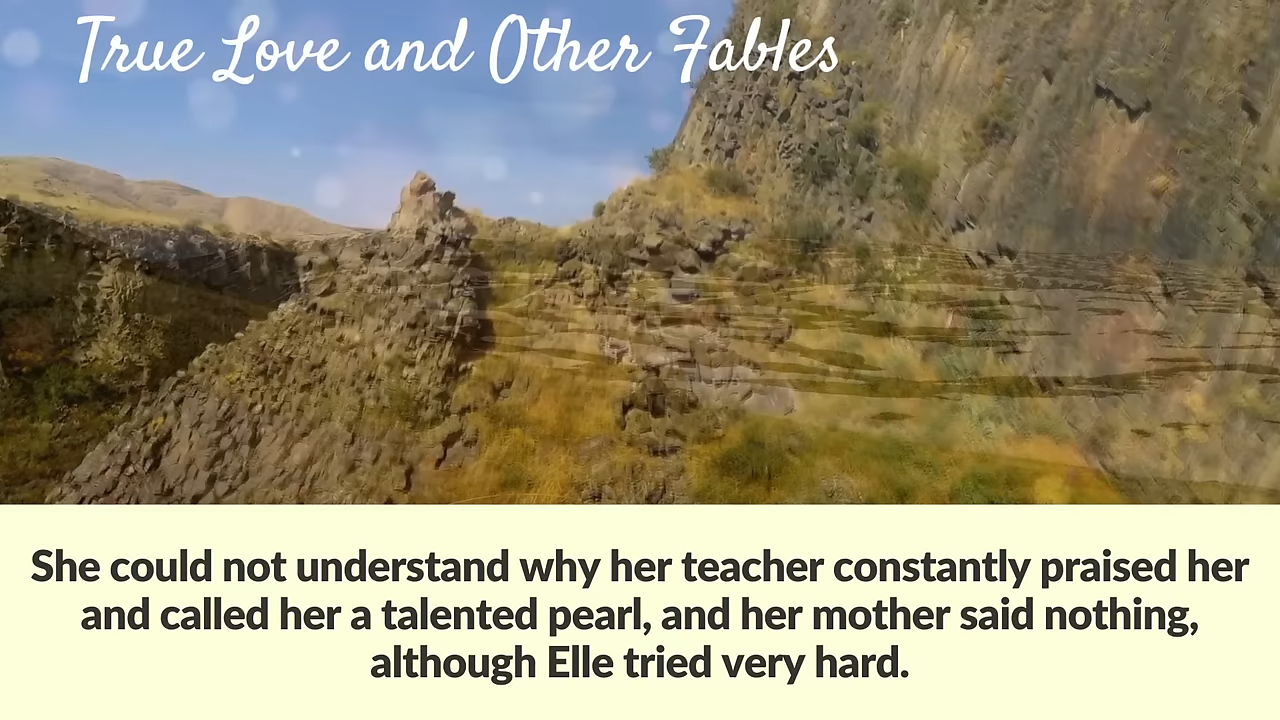 True Love and Other Fables
She could not understand why her teacher constantly praised her
and called her a talented pearl, and her mother said nothing,
although Elle tried very hard.